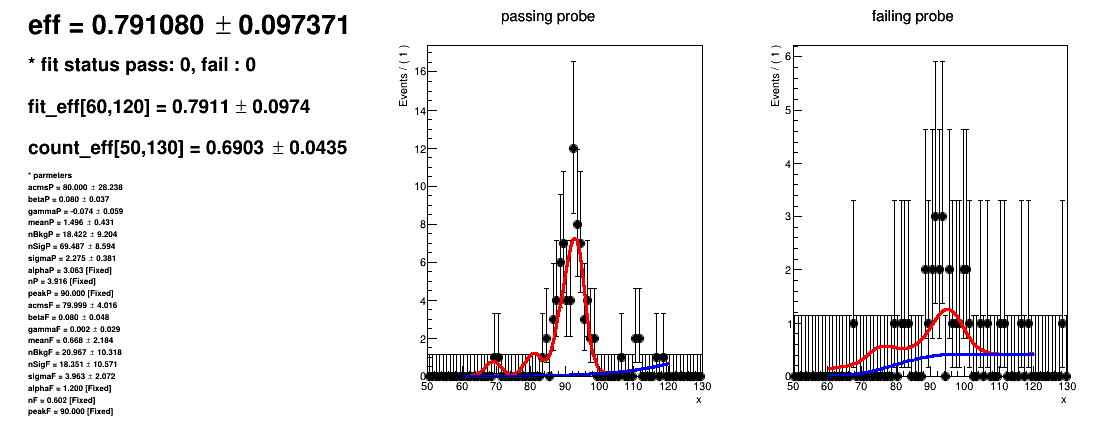 eff = 0.791080 ± 0.097371
* fit status pass: 0, fail : 0
fit_eff[60,120] = 0.7911 ± 0.0974
count_eff[50,130] = 0.6903 ± 0.0435
* parmeters
acmsP = 80.000 ± 28.238
betaP = 0.080 ± 0.037
gammaP = -0.074 ± 0.059
meanP = 1.496 ± 0.431
nBkgP = 18.422 ± 9.204
nSigP = 69.487 ± 8.594
sigmaP = 2.275 ± 0.381
alphaP = 3.063 [Fixed]
nP = 3.916 [Fixed]
peakP = 90.000 [Fixed]
acmsF = 79.999 ± 4.016
betaF = 0.080 ± 0.048
gammaF = 0.002 ± 0.029
meanF = 0.668 ± 2.184
nBkgF = 20.967 ± 10.318
nSigF = 18.351 ± 10.571
sigmaF = 3.963 ± 2.072
alphaF = 1.200 [Fixed]
nF = 0.602 [Fixed]
peakF = 90.000 [Fixed]
passing probe
Events / ( 1 )
16
14
12
10
8
6
4
2
0
50 60 70 80 90 100 110 120 130
x
failing probe
Events / ( 1 )
6
5
4
3
2
1
0
50 60 70 80 90 100 110 120 130
x